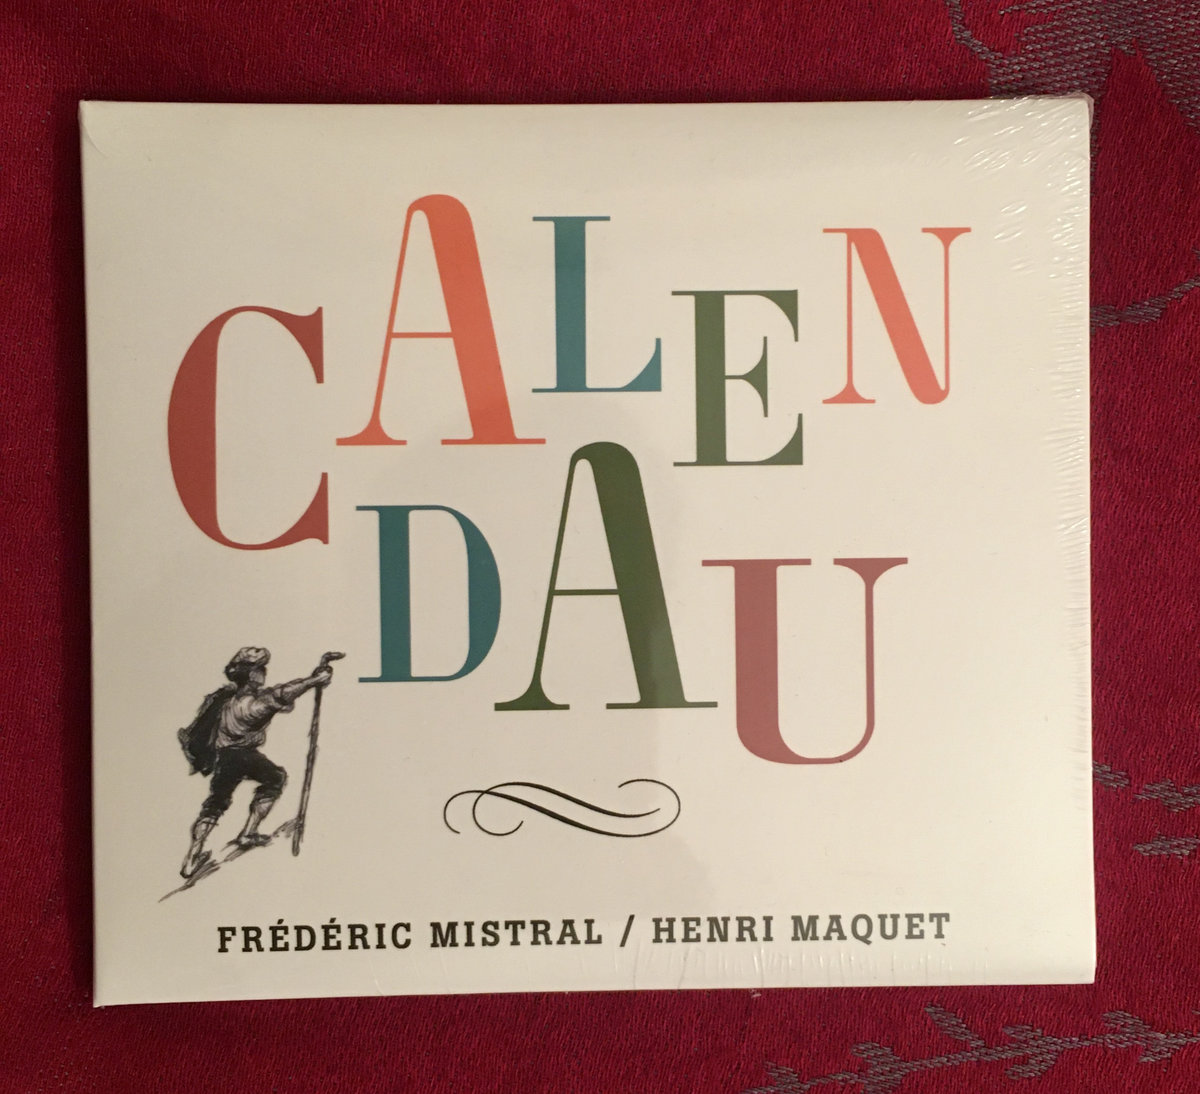 CALEN
DAU
FRÉDÉRIC MISTRAL / HENRI MAQUET